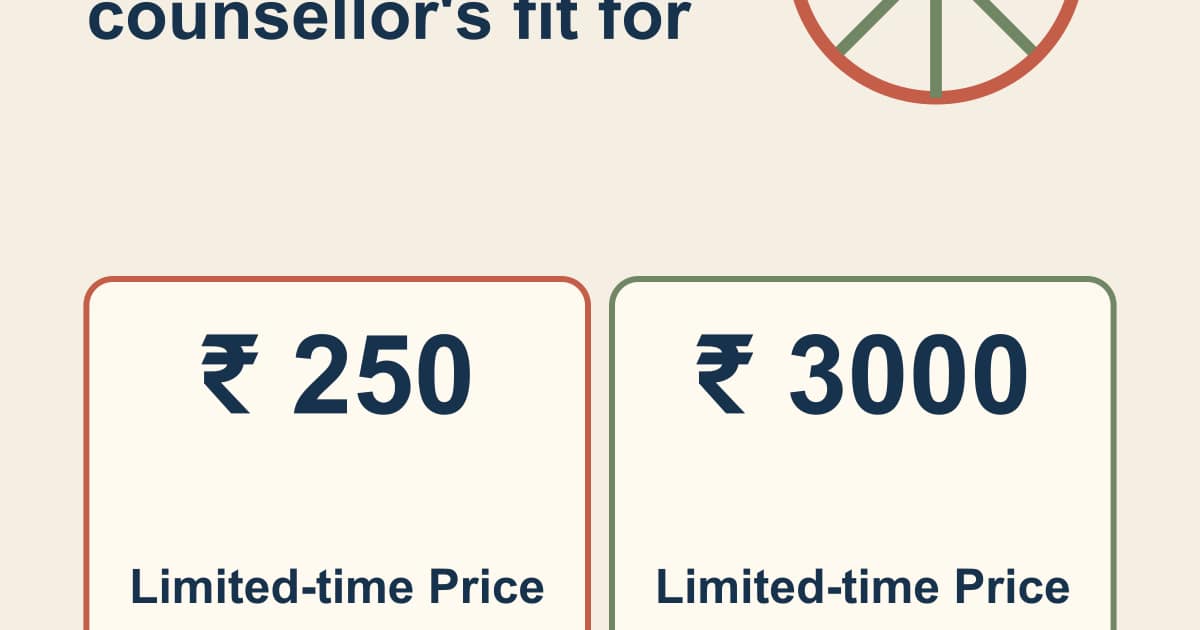 counsellor's fit for
₹ 250
₹ 3000
Limited-time Price
Limited-time Price